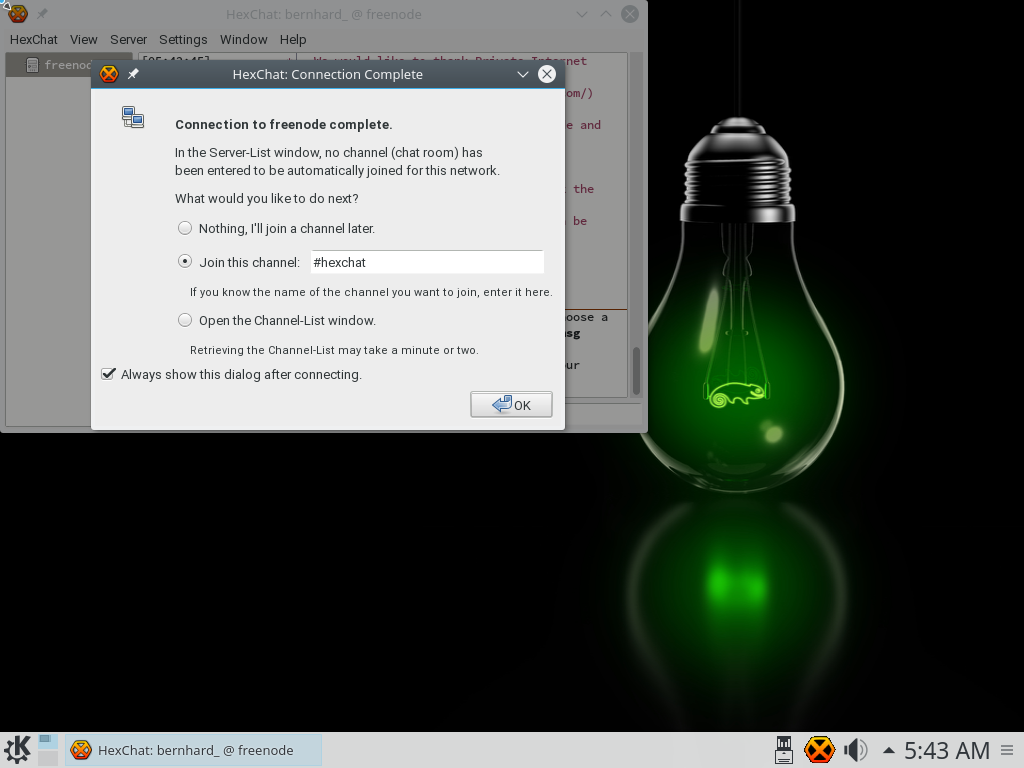 HexChat: bernhard_ @ freenode
HexChat View Server Settings Window Help
We would like to thank Private Internet
om/)
e and
the
be
oose a
sg
ur
HexChat: Connection Complete
Connection to freenode complete.
In the Server-List window, no channel (chat room) has
been entered to be automatically joined for this network.
What would you like to do next?
Nothing, I'll join a channel later.
Join this channel: #hexchat
If you know the name of the channel you want to join, enter it here.
Open the Channel-List window.
Retrieving the Channel-List may take a minute or two.
Always show this dialog after connecting.
OK
HexChat: bernhard_ @ freenode
5:43 AM